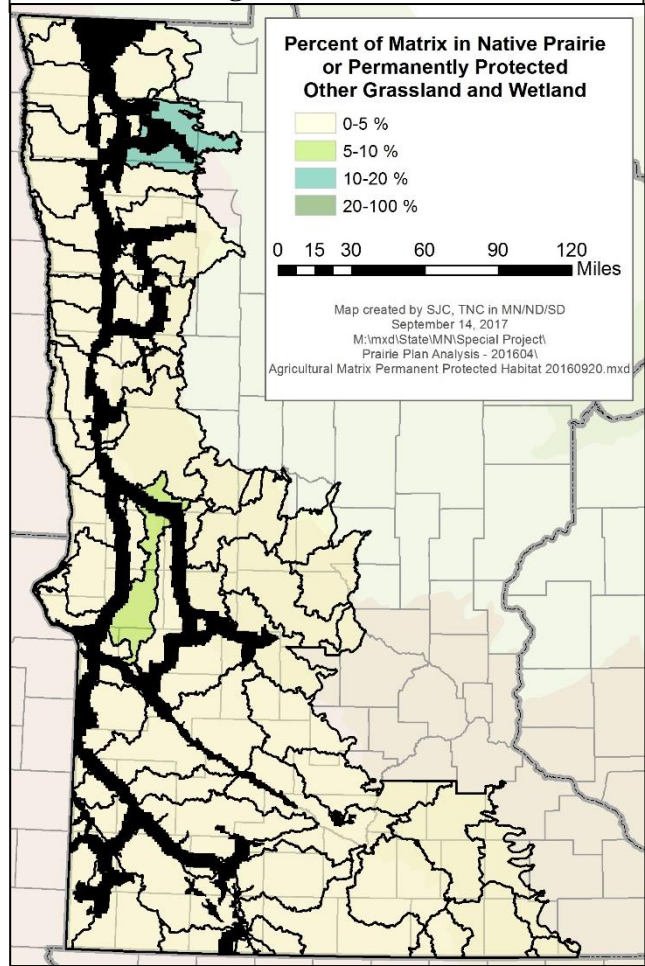 Percent of Matrix in Native Prairie
or Permanently Protected
Other Grassland and Wetland
0-5 %
5-10 %
10-20 %
20-100 %
0 15 30 60 90 120
Miles
Map created by SJC, TNC in MN/ND/SD
September 14, 2017
M:\mxd\State\MN\Special Project\
Prairie Plan Analysis - 201604\
Agricultural Matrix Permanent Protected Habitat 20160920.mxd